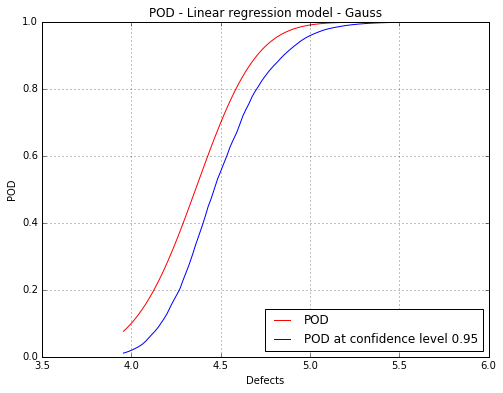 POD - Linear regression model - Gauss
1.0
0.8
0.6
0.4
0.2
0.0
POD
3.5 4.0 4.5 5.0 5.5 6.0
Defects
POD
POD at confidence level 0.95